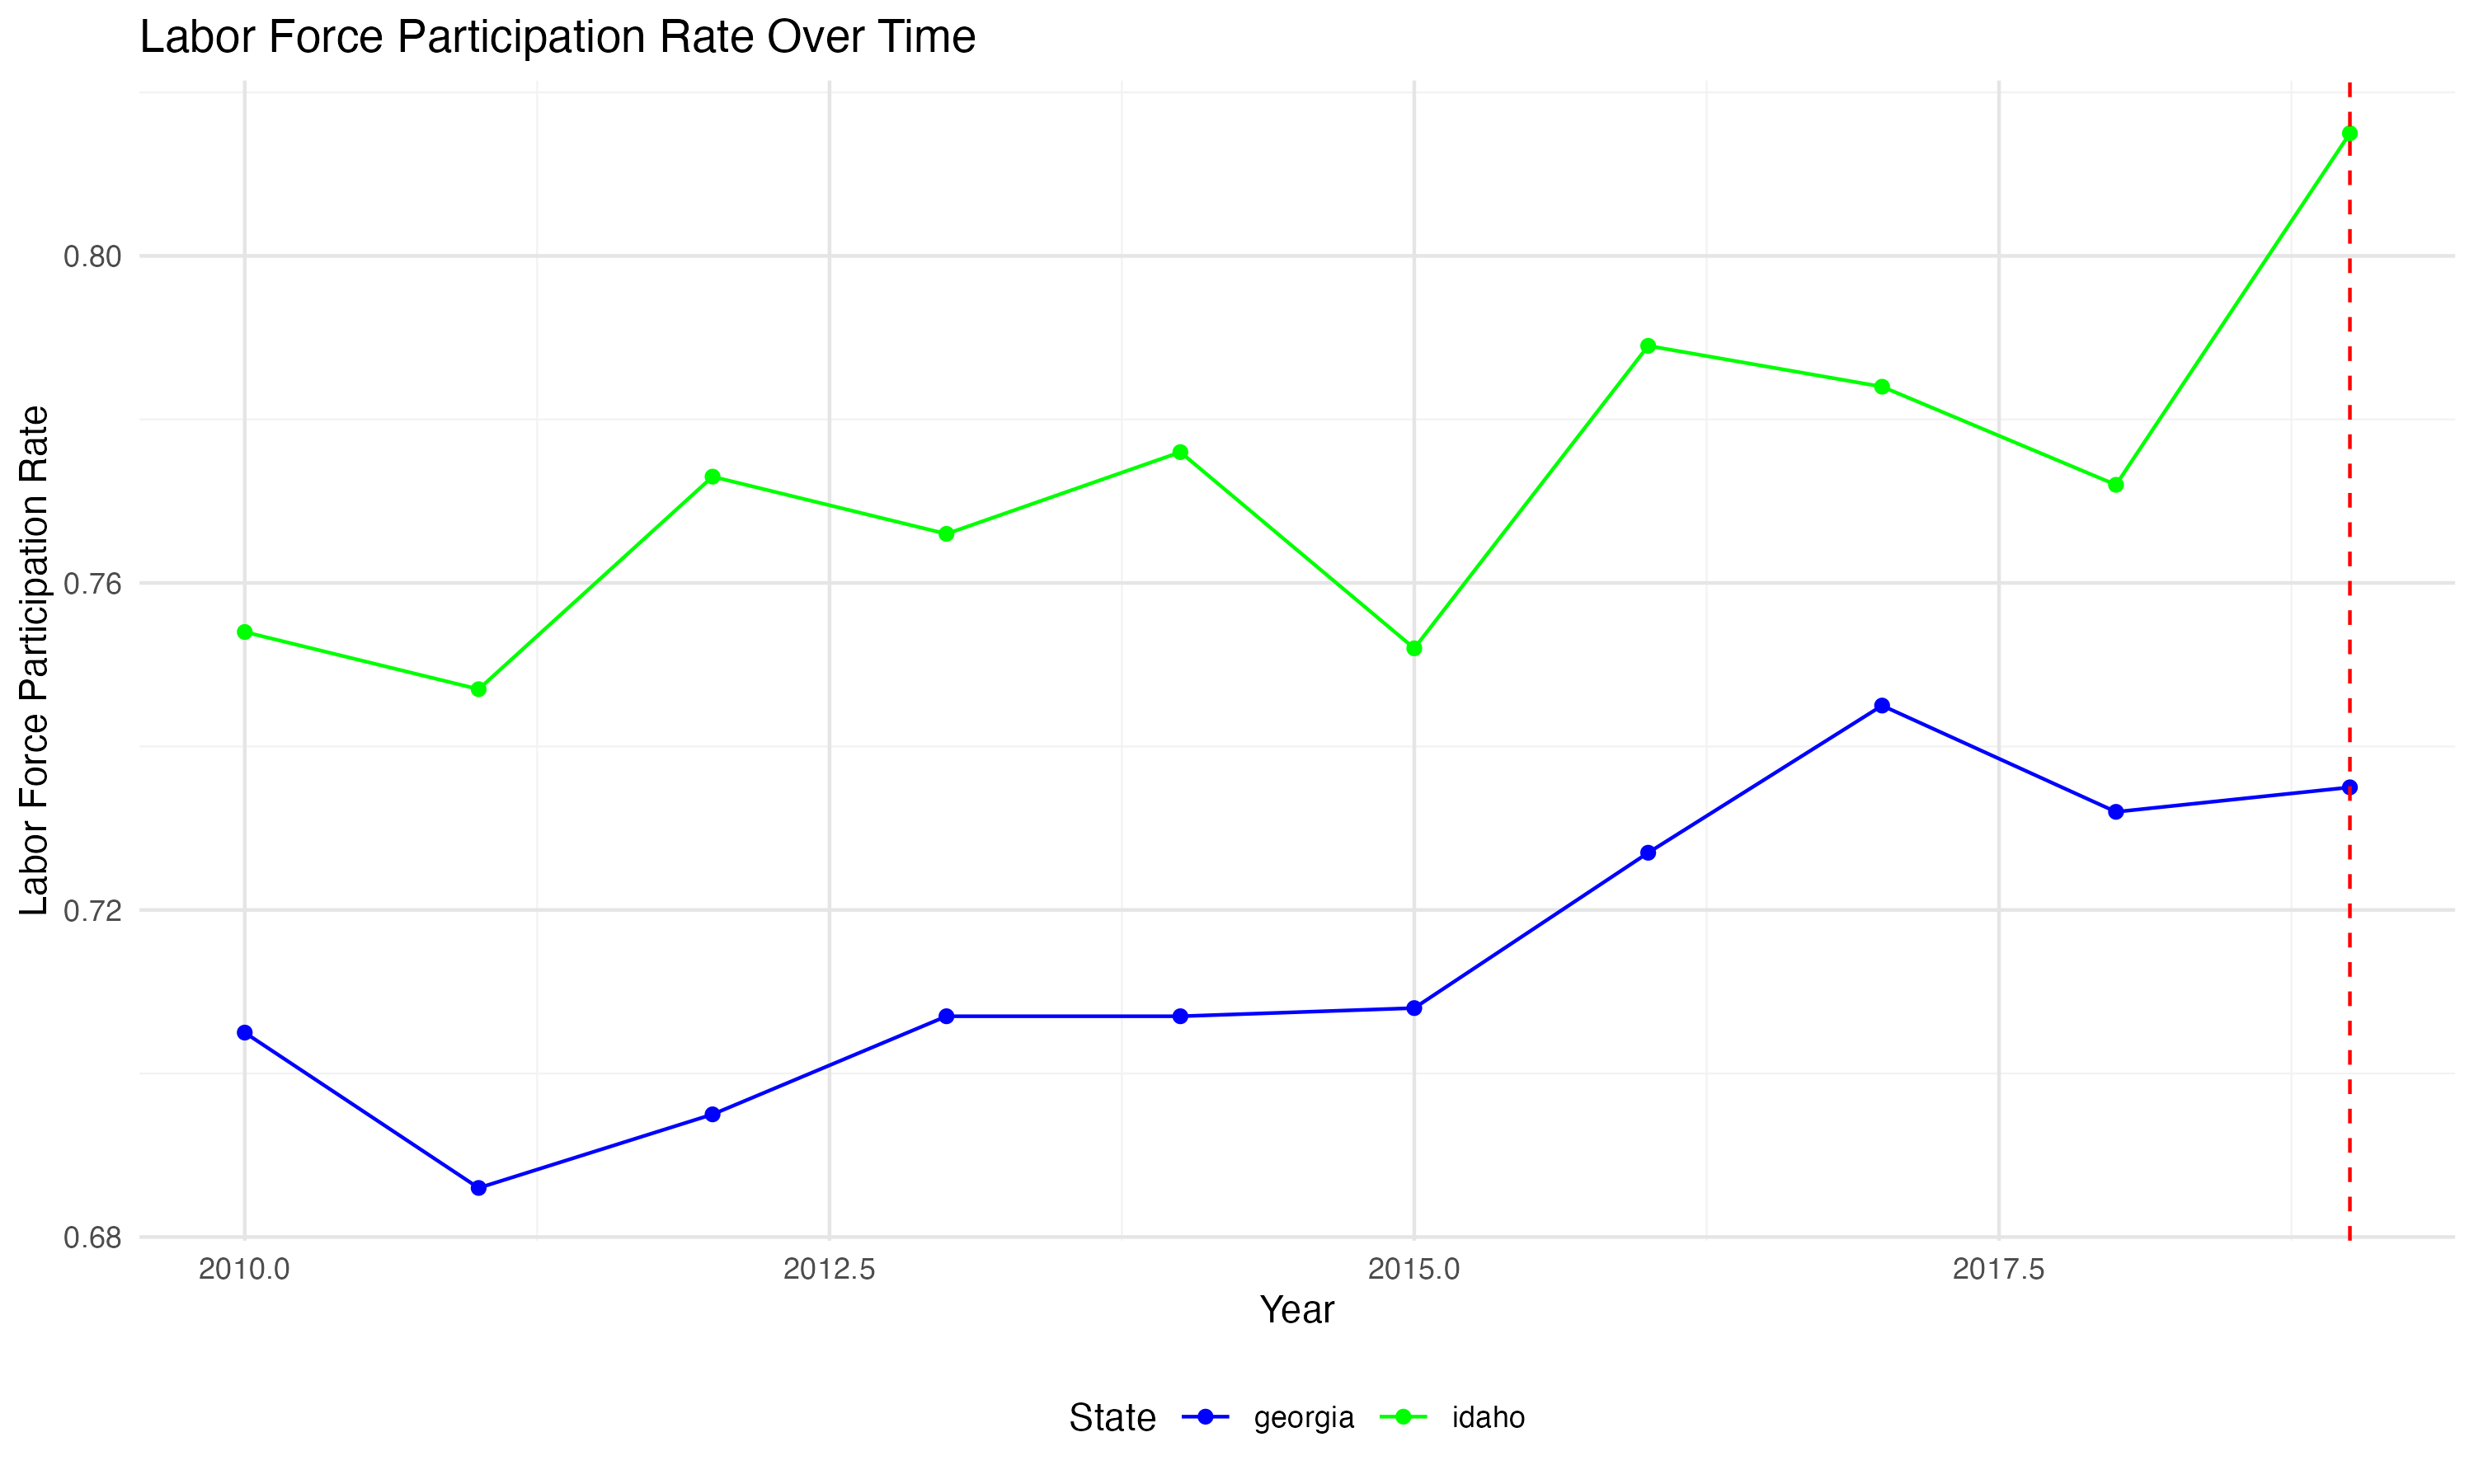 Labor Force Participation Rate Over Time
Labor Force Participation Rate
0.80
0.76
0.72
0.68
2010.0 2012.5 2015.0 2017.5
Year
State georgia idaho